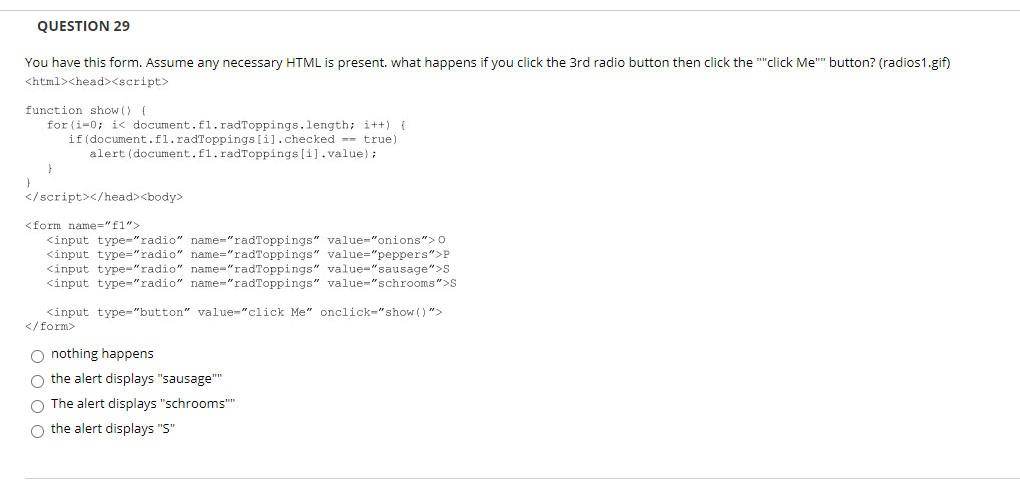 QUESTION 29
You have this form. Assume any necessary HTML is present. what happens if you click the 3rd radio button then click the ""click Me"" button? (radios1.gif)
<html><head><script>
function show() {
for(i=0; i< document.f1.radToppings.length; i++) {
if(document.f1.radToppings[i].checked == true)
alert(document.f1.radToppings[i].value);
}
}
</script></head><body>
<form name="f1">
<input type="radio" name="radToppings" value="onions">O
<input type="radio" name="radToppings" value="peppers">P
<input type="radio" name="radToppings" value="sausage">S
<input type="radio" name="radToppings" value="schrooms">S
<input type="button" value="click Me" onclick="show()">
</form>
nothing happens
the alert displays "sausage""
The alert displays "schrooms""
the alert displays "S"